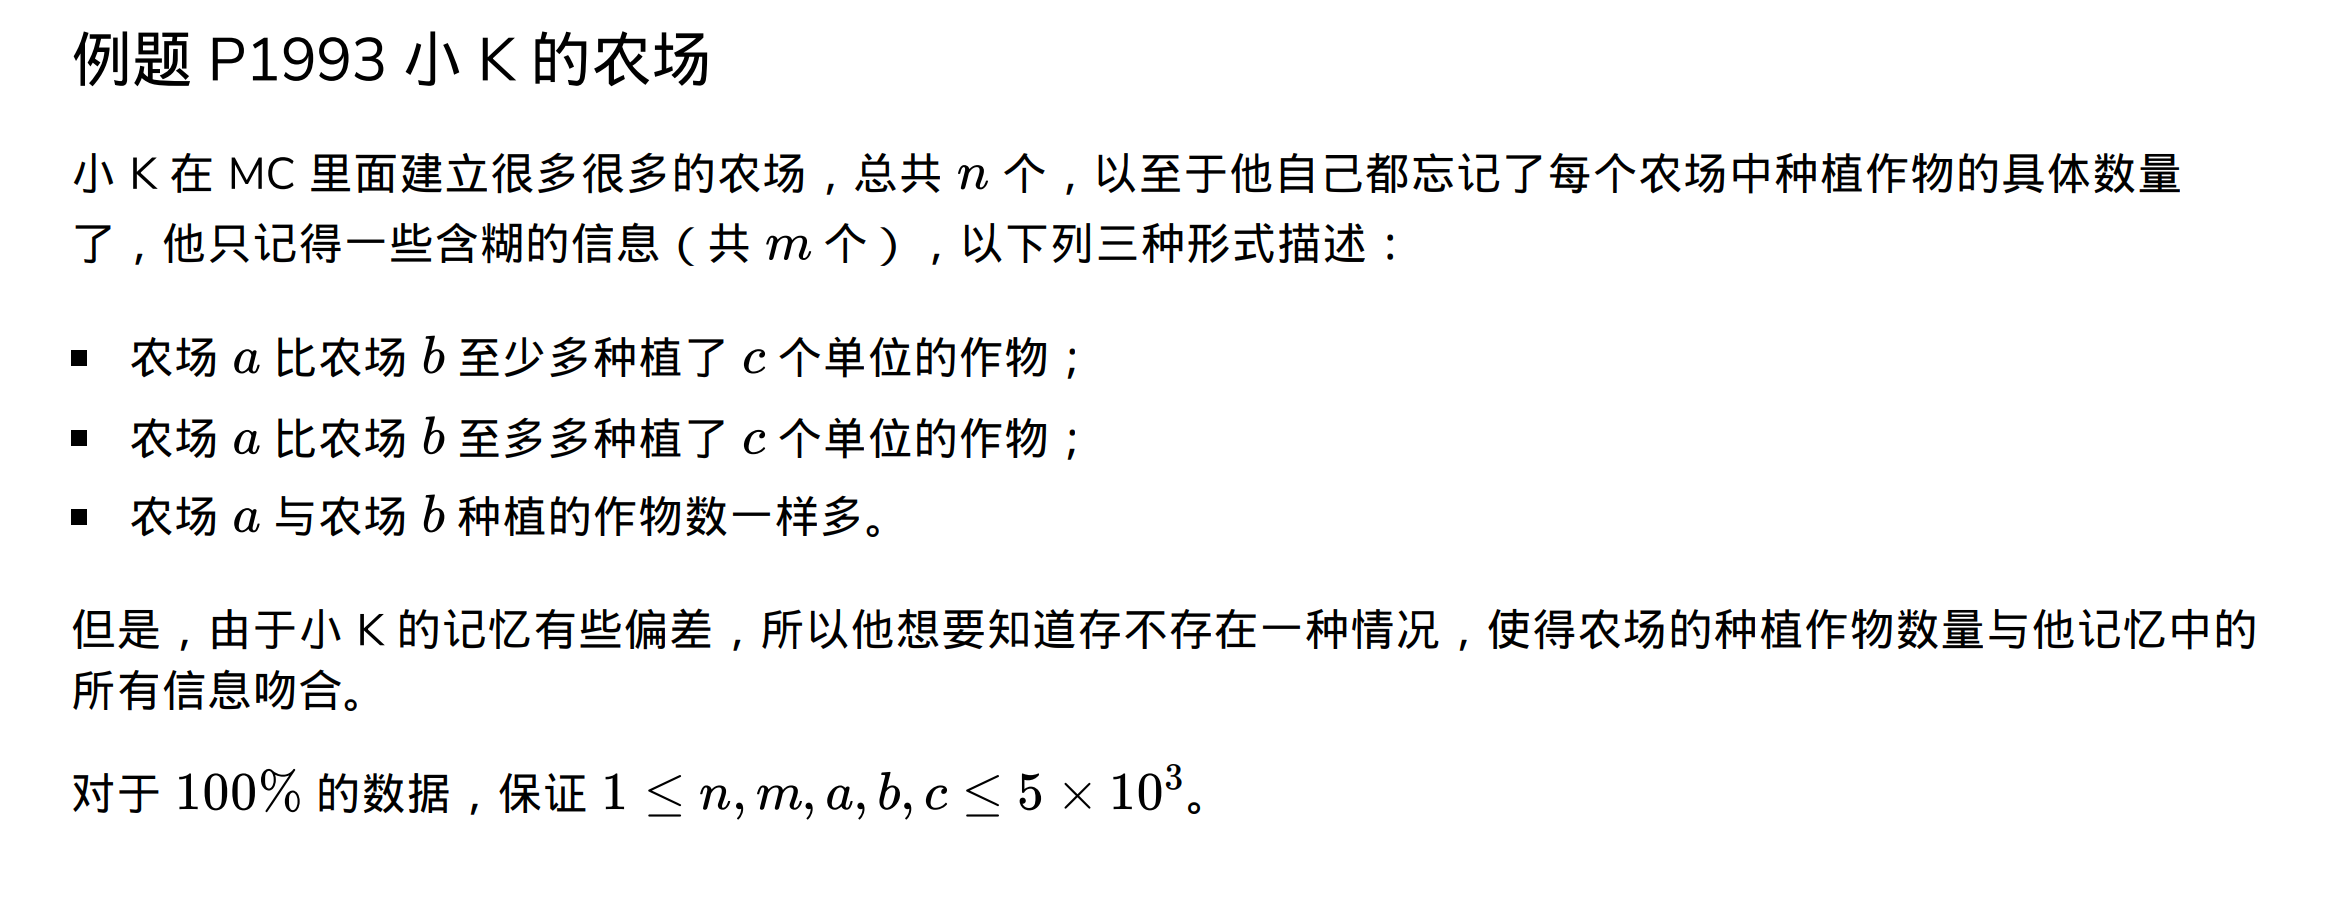 例题 P1993 小 K 的农场
小 K 在 MC 里面建立很多很多的农场，总共 n 个，以至于他自己都忘记了每个农场中种植作物的具体数量
了，他只记得一些含糊的信息（共 m 个），以下列三种形式描述：
▪ 农场 a 比农场 b 至少多种植了 c 个单位的作物；
▪ 农场 a 比农场 b 至多多种植了 c 个单位的作物；
▪ 农场 a 与农场 b 种植的作物数一样多。
但是，由于小 K 的记忆有些偏差，所以他想要知道存不存在一种情况，使得农场的种植作物数量与他记忆中的
所有信息吻合。
对于 100% 的数据，保证 1 ≤ n, m, a, b, c ≤ 5 × 10³。